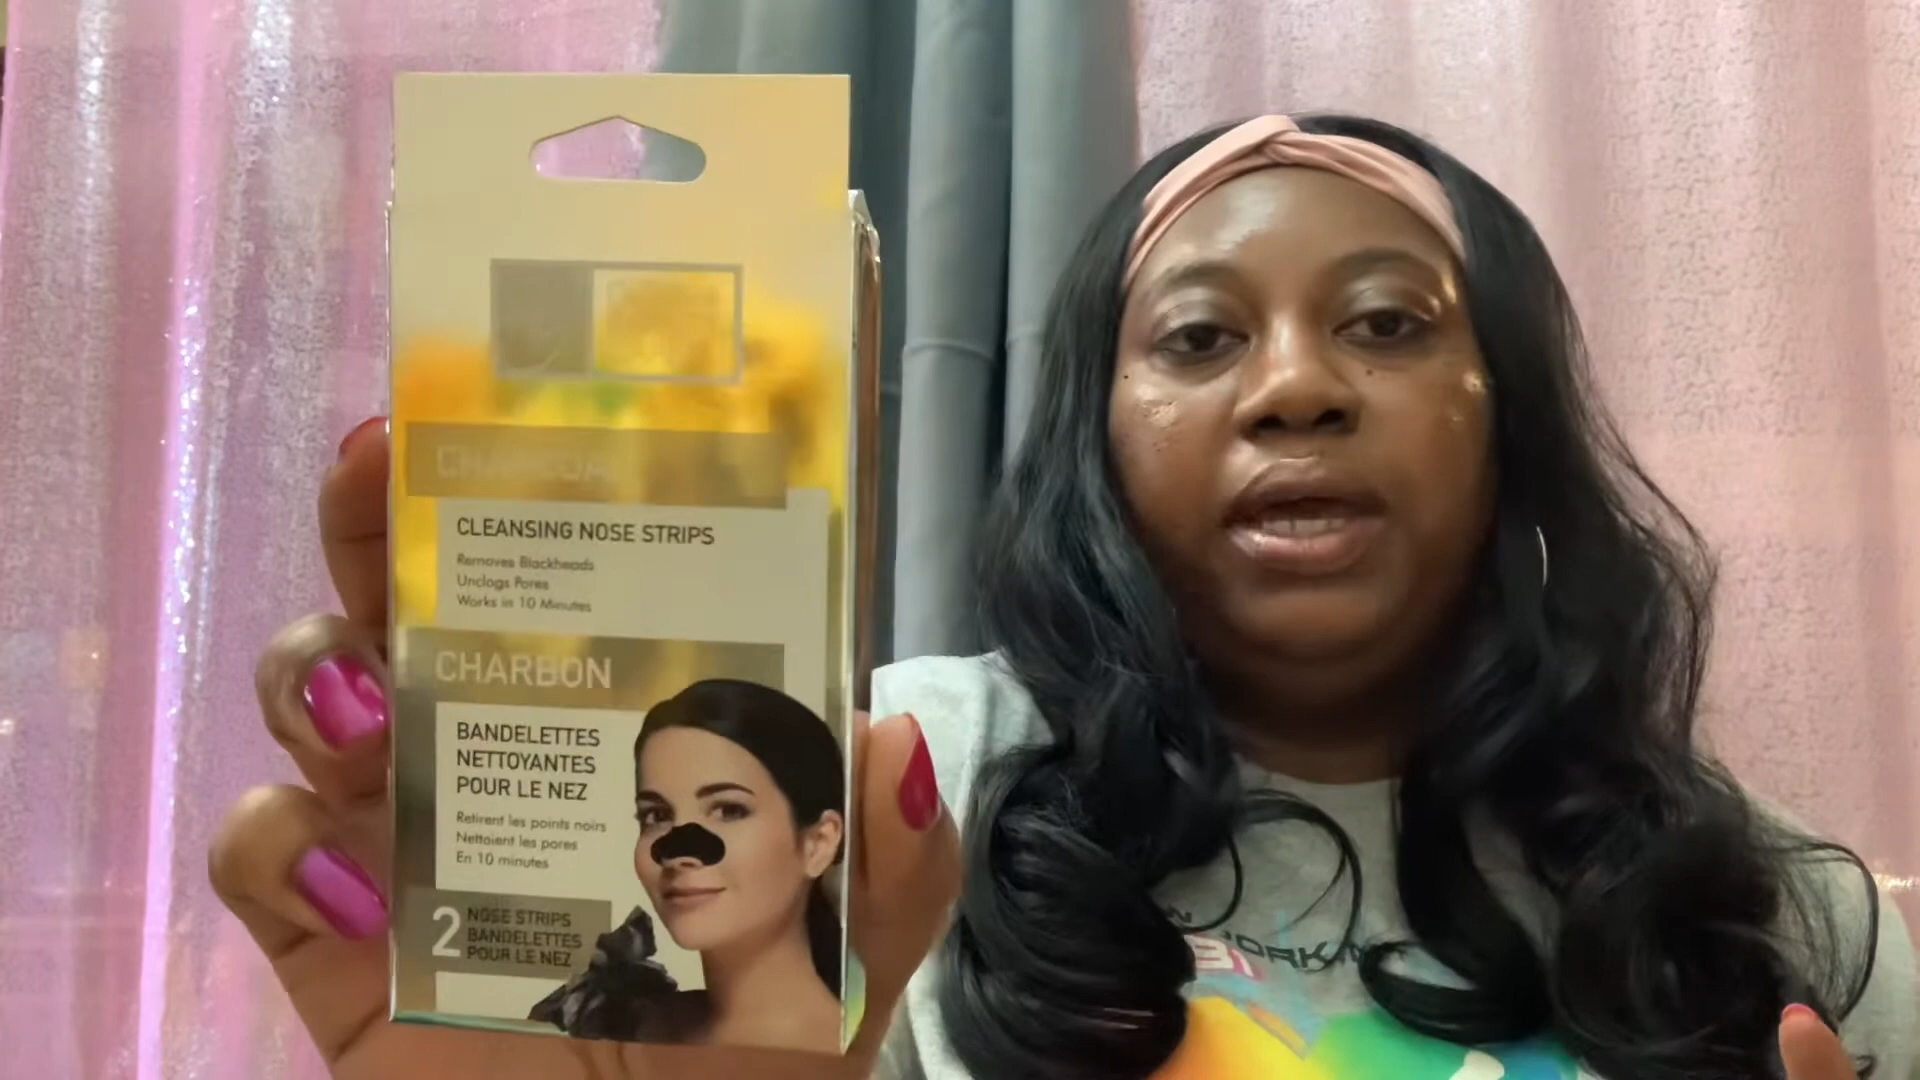 CHARCOAL
CLEANSING NOSE STRIPS
Removes Blackheads
Unclogs Pores
Works in 10 Minutes
CHARBON
BANDELETTES
NETTOYANTES
POUR LE NEZ
Retirent les points noirs
Nettoient les pores
En 10 minutes
2
NOSE STRIPS
BANDELETTES
POUR LE NEZ